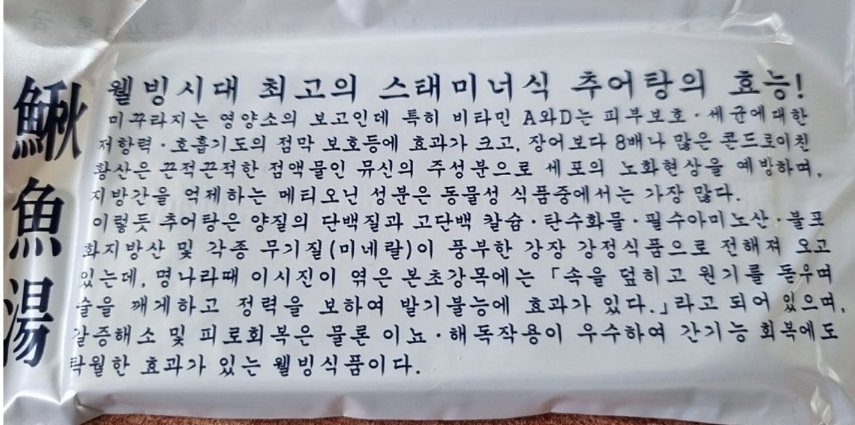 鰍魚湯
웰빙시대 최고의 스태미너식 추어탕의 효능!
미꾸라지는 영양소의 보고인데 특히 비타민 A와D는 피부보호·세균에대한
저항력·호흡기도의 점막 보호등에 효과가 크고, 장어보다 8배나 많은 콘드로이친
황산은 끈적끈적한 점액물인 뮤신의 주성분으로 세포의 노화현상을 예방하며,
지방간을 억제하는 메티오닌 성분은 동물성 식품중에서는 가장 많다.
이렇듯 추어탕은 양질의 단백질과 고단백 칼슘·탄수화물·필수아미노산·불포
화지방산 및 각종 무기질(미네랄)이 풍부한 강장 강정식품으로 전해져 오고
있는데, 명나라때 이시진이 엮은 본초강목에는 「속을 덮히고 원기를 돋우며
술을 깨게하고 정력을 보하여 발기불능에 효과가 있다.」라고 되어 있으며,
갈증해소 및 피로회복은 물론 이뇨·해독작용이 우수하여 간기능 회복에도
탁월한 효과가 있는 웰빙식품이다.